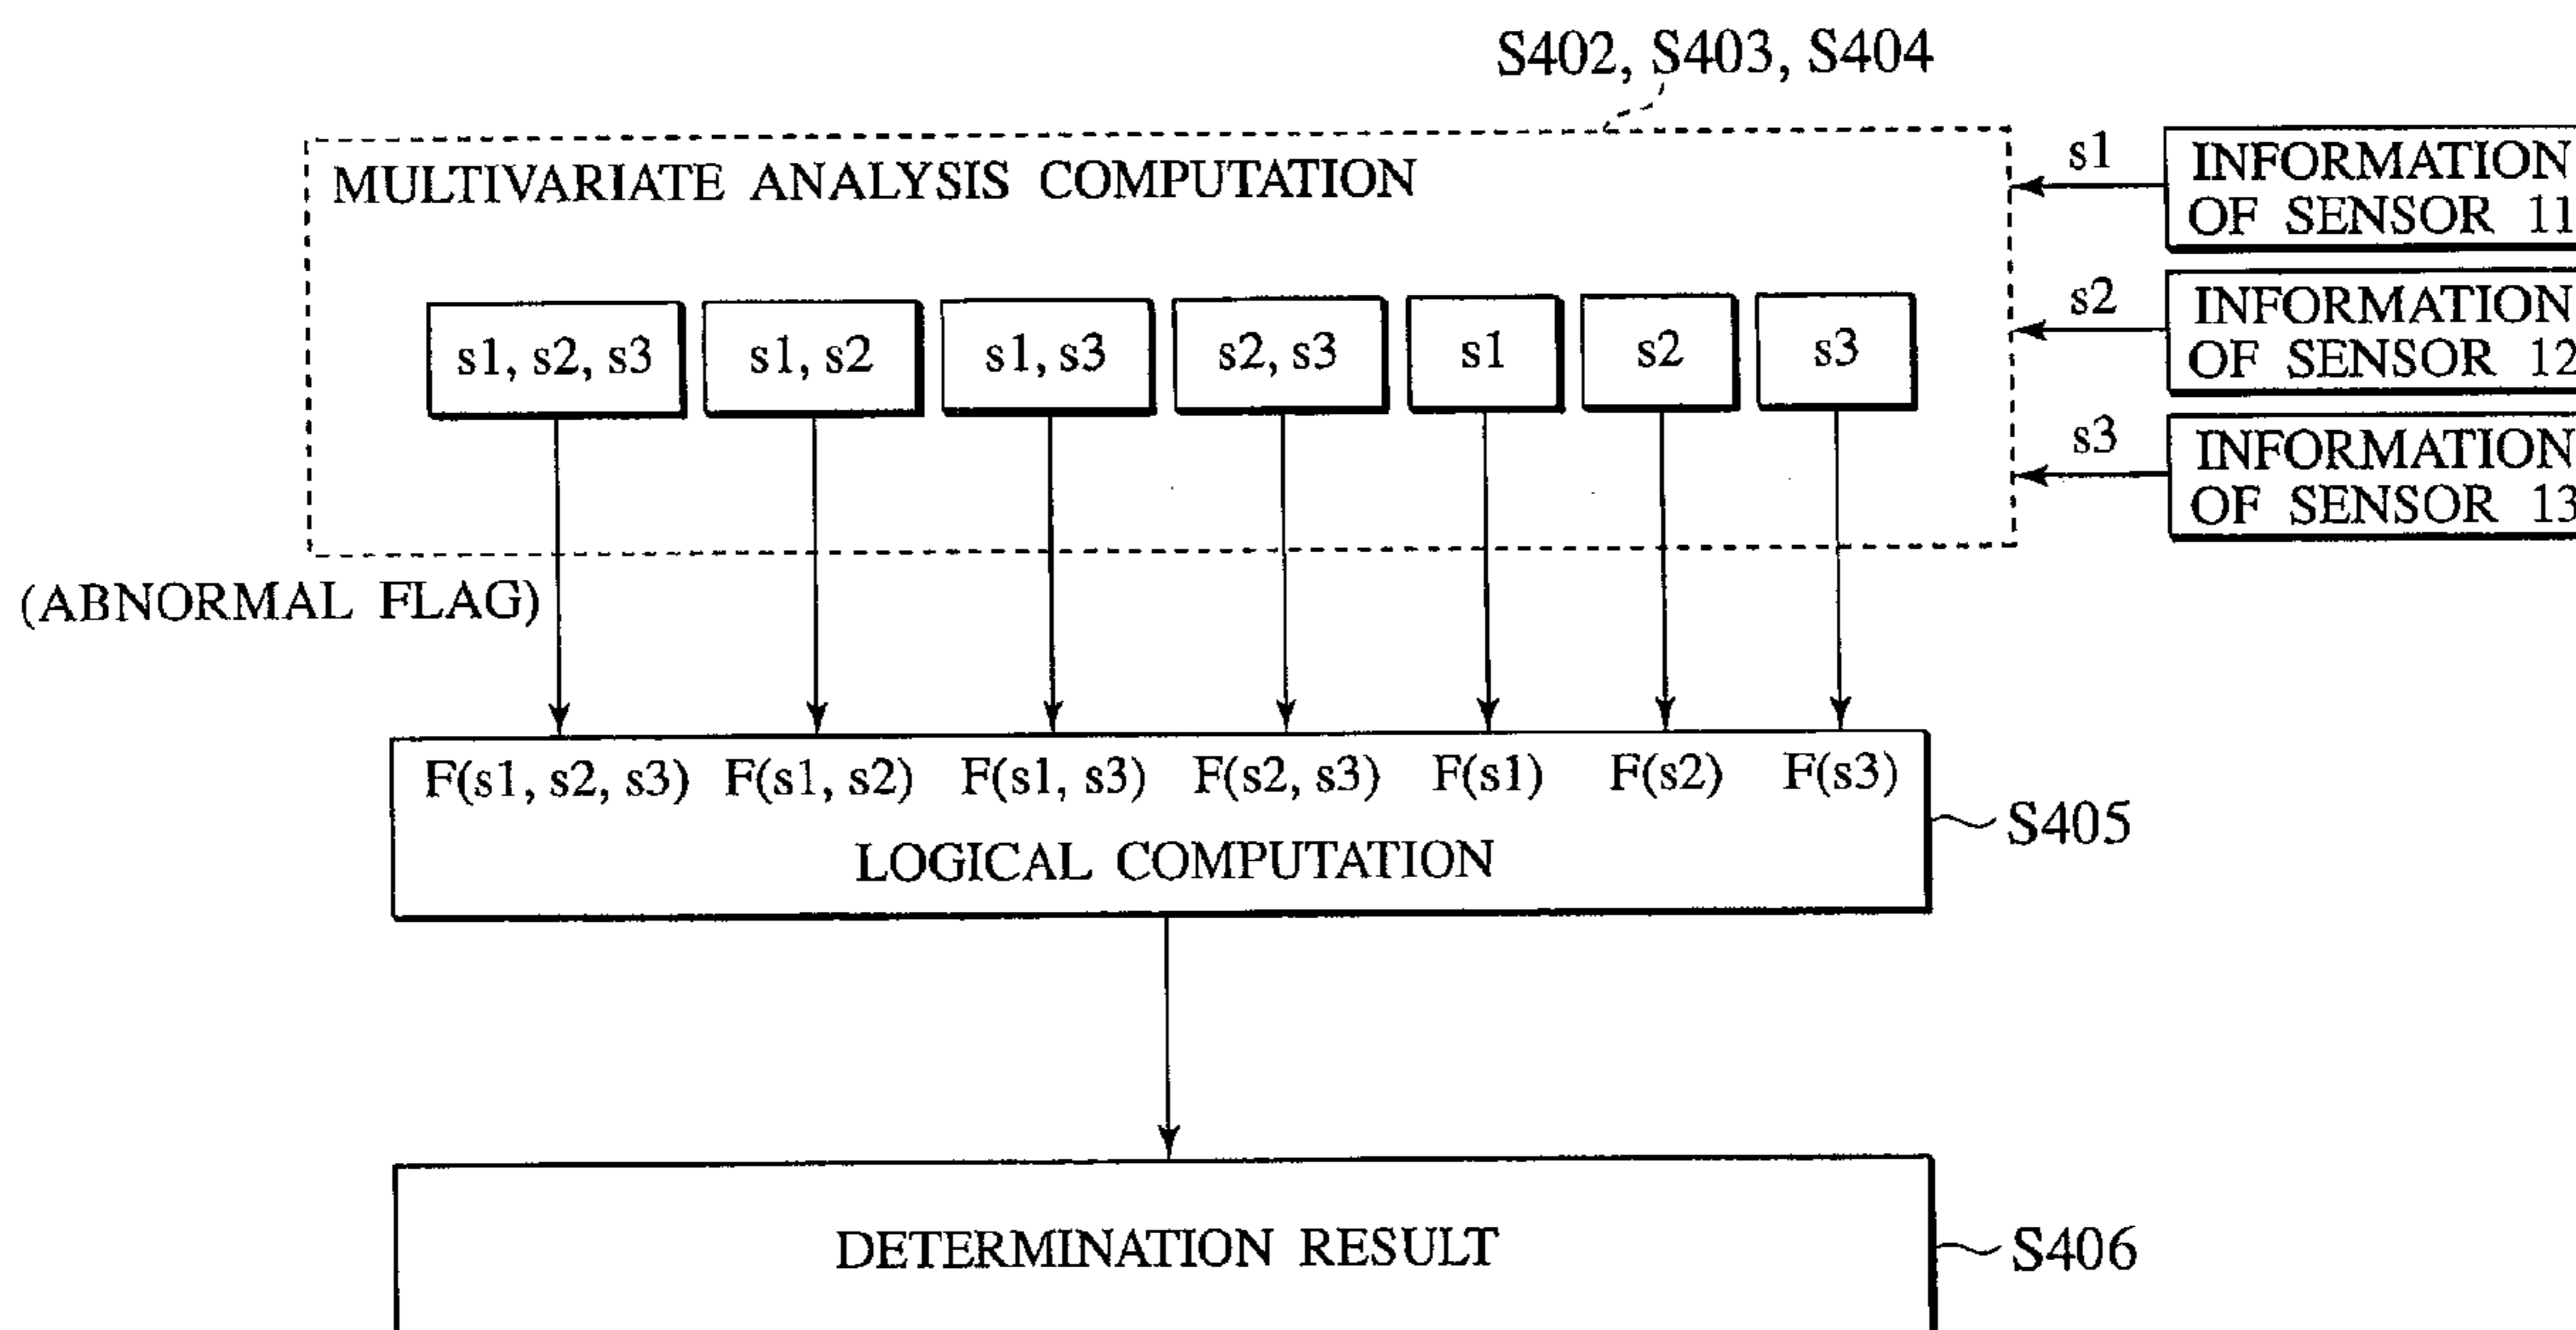 S402, S403, S404
MULTIVARIATE ANALYSIS COMPUTATION
s1
INFORMATION
OF SENSOR 11
s2
INFORMATION
OF SENSOR 12
s3
INFORMATION
OF SENSOR 13
s1, s2, s3
s1, s2
s1, s3
s2, s3
s1
s2
s3
(ABNORMAL FLAG)
F(s1, s2, s3) F(s1, s2) F(s1, s3) F(s2, s3) F(s1) F(s2) F(s3)
LOGICAL COMPUTATION
S405
DETERMINATION RESULT
S406